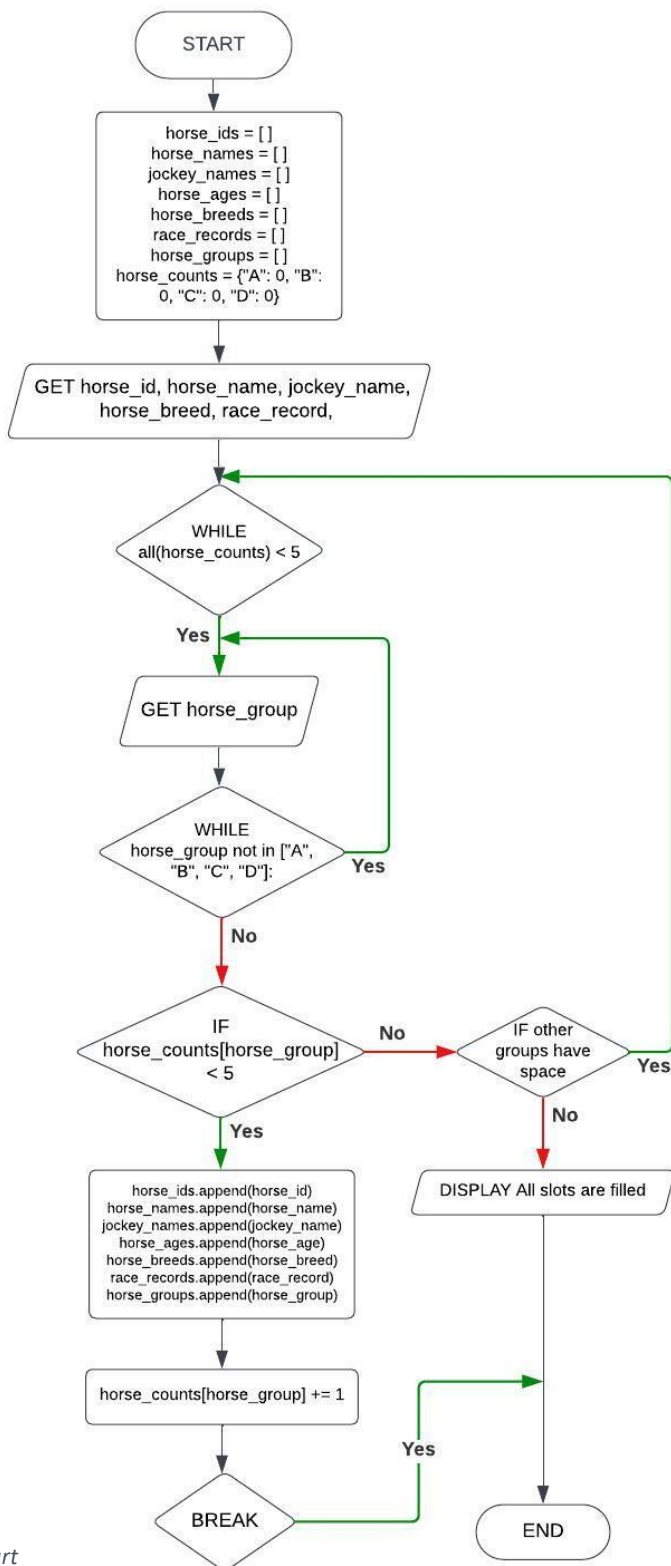 START
horse_ids = [ ]
horse_names = [ ]
jockey_names = [ ]
horse_ages = [ ]
horse_breeds = [ ]
race_records = [ ]
horse_groups = [ ]
horse_counts = {"A": 0, "B":
0, "C": 0, "D": 0}
GET horse_id, horse_name, jockey_name,
horse_breed, race_record,
WHILE
all(horse_counts) < 5
Yes
GET horse_group
WHILE
horse_group not in ["A",
"B", "C", "D"]:
Yes
No
IF
horse_counts[horse_group]
< 5
No
IF other
groups have
space
Yes
No
Yes
DISPLAY All slots are filled
horse_ids.append(horse_id)
horse_names.append(horse_name)
jockey_names.append(jockey_name)
horse_ages.append(horse_age)
horse_breeds.append(horse_breed)
race_records.append(race_record)
horse_groups.append(horse_group)
horse_counts[horse_group] += 1
Yes
BREAK
END